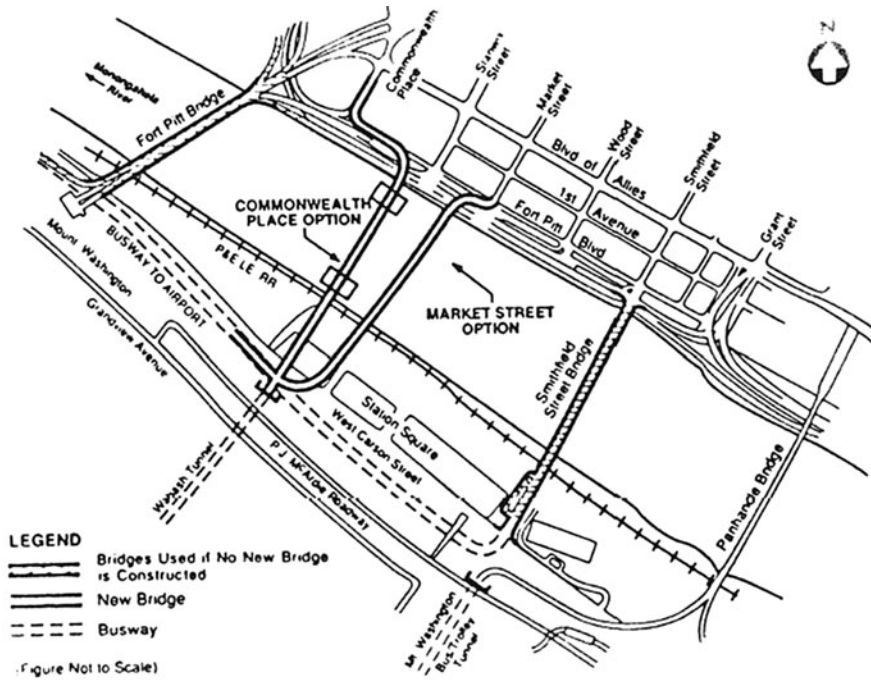 Z
Monongahela
River
Fort Pitt Bridge
Commonwealth
Place
Stanwix
Street
Market
Street
Wood
Street
Smithfield
Street
Grant
Street
Blvd of
Allies
1st
Avenue
Fort Pitt
Blvd
COMMONWEALTH
PLACE OPTION
MARKET STREET
OPTION
P&E LE RR
BUSWAY TO AIRPORT
Mount Washington
Grandview Avenue
Smithfield
Street Bridge
Station Square
West Carson Street
P J McArdle Roadway
Wabash Tunnel
Panhandle Bridge
Mt Washington
Bus Trolley
Tunnel
LEGEND
Bridges Used if No New Bridge
is Constructed
New Bridge
Busway
(Figure Not to Scale)